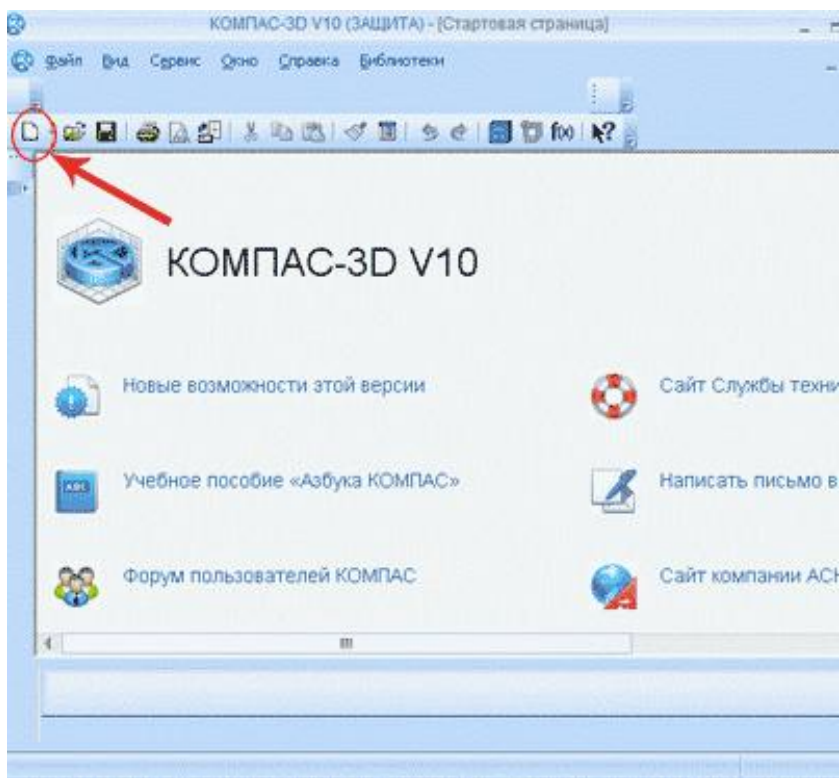 КОМПАС-3D V10 (ЗАЩИТА) - [Стартовая страница]
Файл Вид Сервис Окно Справка Библиотеки
f(x)
КОМПАС-3D V10
Новые возможности этой версии
Сайт Службы техни
Учебное пособие «Азбука КОМПАС»
Написать письмо в
Форум пользователей КОМПАС
Сайт компании АСК